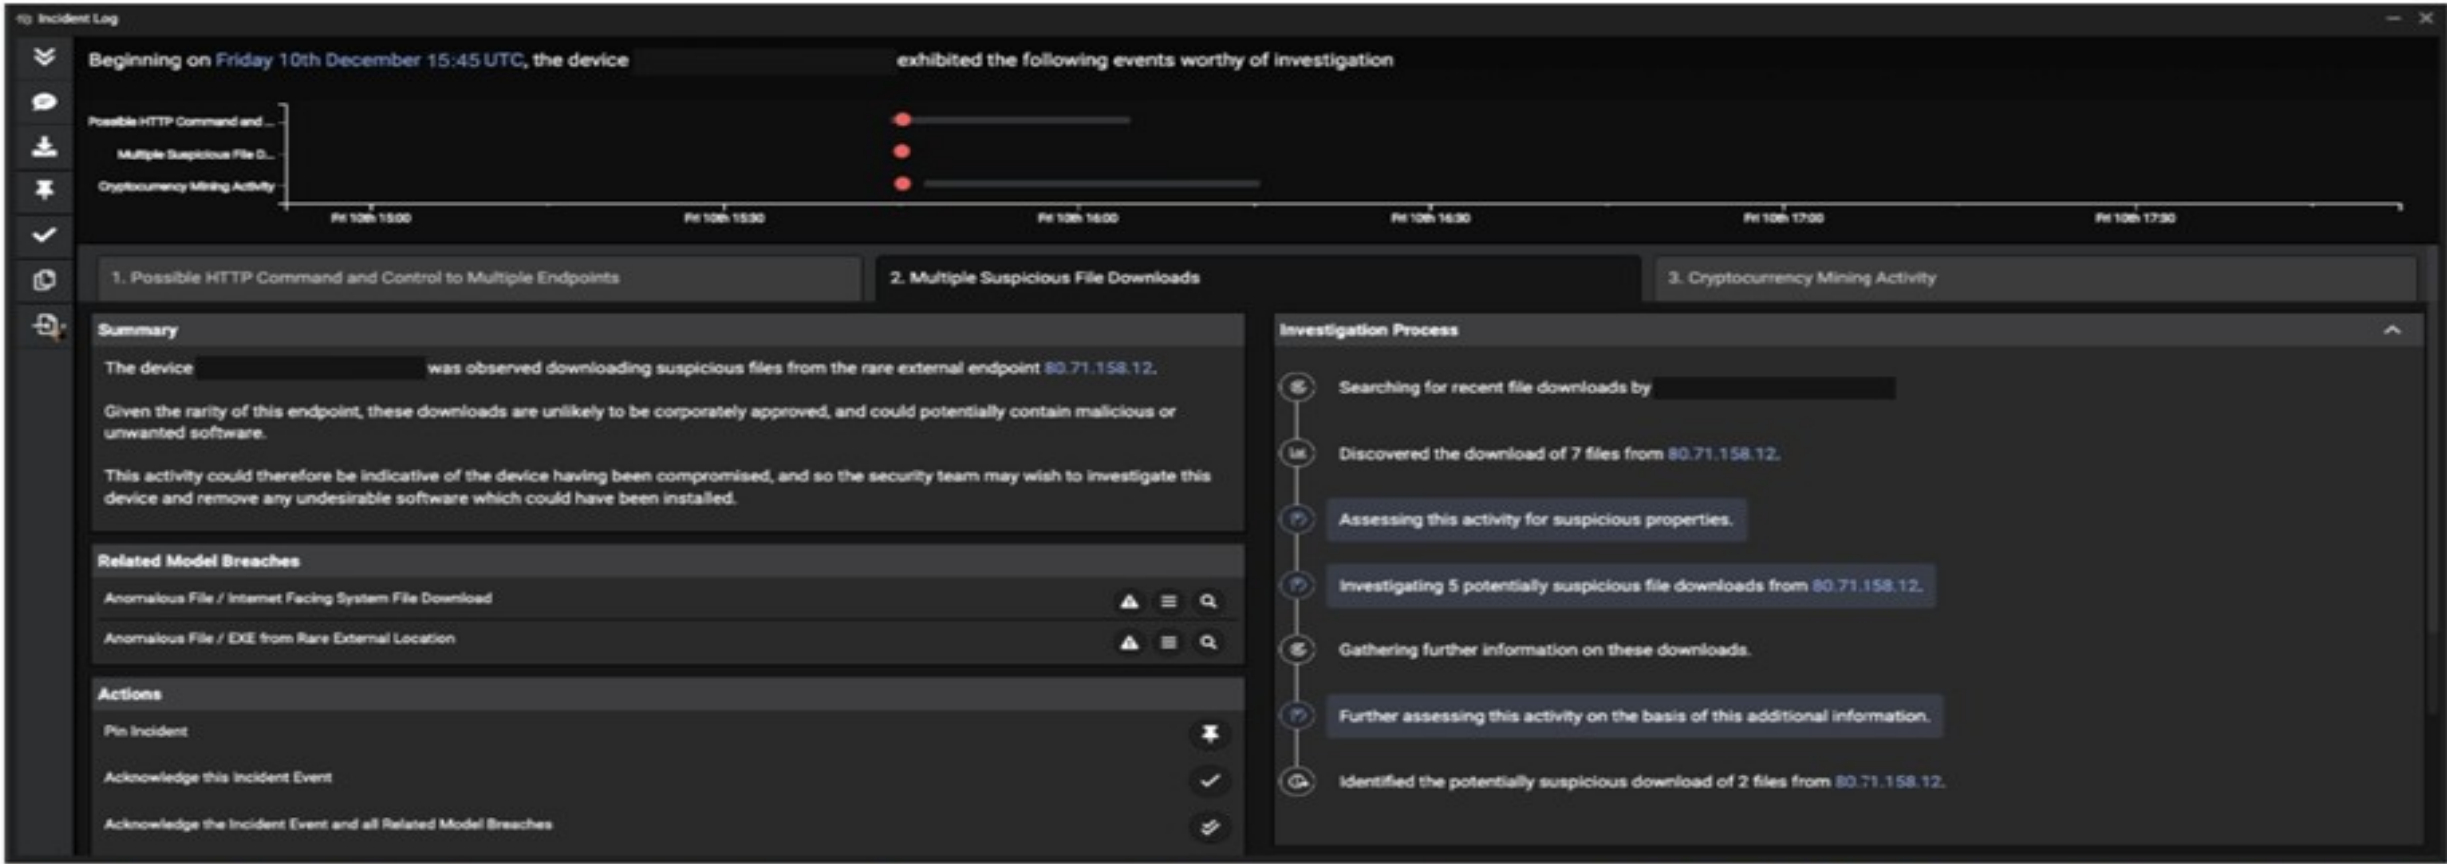 Incident Log
Beginning on Friday 10th December 15:45 UTC, the device exhibited the following events worthy of investigation
Possible HTTP Command and ...
Multiple Suspicious File D...
Cryptocurrency Mining Activity
Fri 10th 15:00 Fri 10th 15:30 Fri 10th 16:00 Fri 10th 16:30 Fri 10th 17:00 Fri 10th 17:30
1. Possible HTTP Command and Control to Multiple Endpoints
2. Multiple Suspicious File Downloads
3. Cryptocurrency Mining Activity
Summary
The device was observed downloading suspicious files from the rare external endpoint 80.71.158.12.
Given the rarity of this endpoint, these downloads are unlikely to be corporately approved, and could potentially contain malicious or
unwanted software.
This activity could therefore be indicative of the device having been compromised, and so the security team may wish to investigate this
device and remove any undesirable software which could have been installed.
Related Model Breaches
Anomalous File / Internet Facing System File Download
Anomalous File / EXE from Rare External Location
Actions
Pin Incident
Acknowledge this Incident Event
Acknowledge the Incident Event and all Related Model Breaches
Investigation Process
Searching for recent file downloads by
Discovered the download of 7 files from 80.71.158.12.
Assessing this activity for suspicious properties.
Investigating 5 potentially suspicious file downloads from 80.71.158.12.
Gathering further information on these downloads.
Further assessing this activity on the basis of this additional information.
Identified the potentially suspicious download of 2 files from 80.71.158.12.